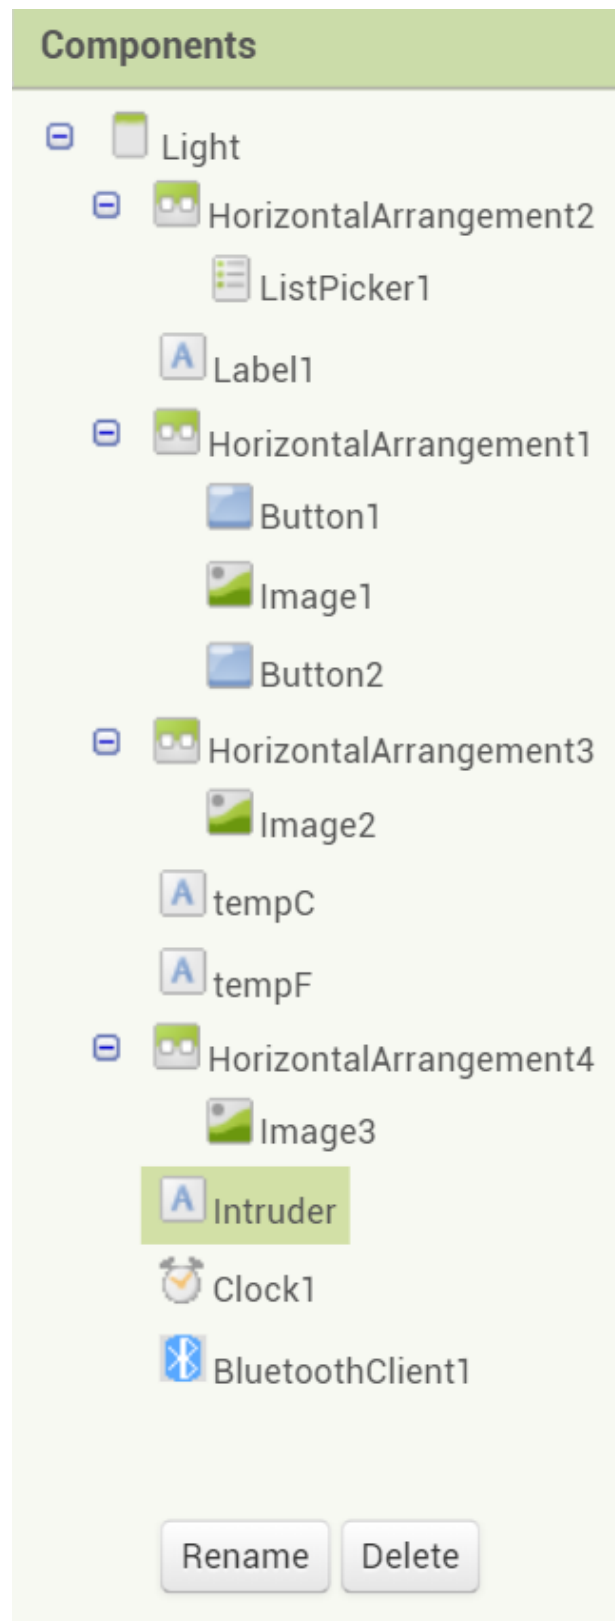 Components
Light
HorizontalArrangement2
ListPicker1
Label1
HorizontalArrangement1
Button1
Image1
Button2
HorizontalArrangement3
Image2
tempC
tempF
HorizontalArrangement4
Image3
Intruder
Clock1
BluetoothClient1
Rename Delete